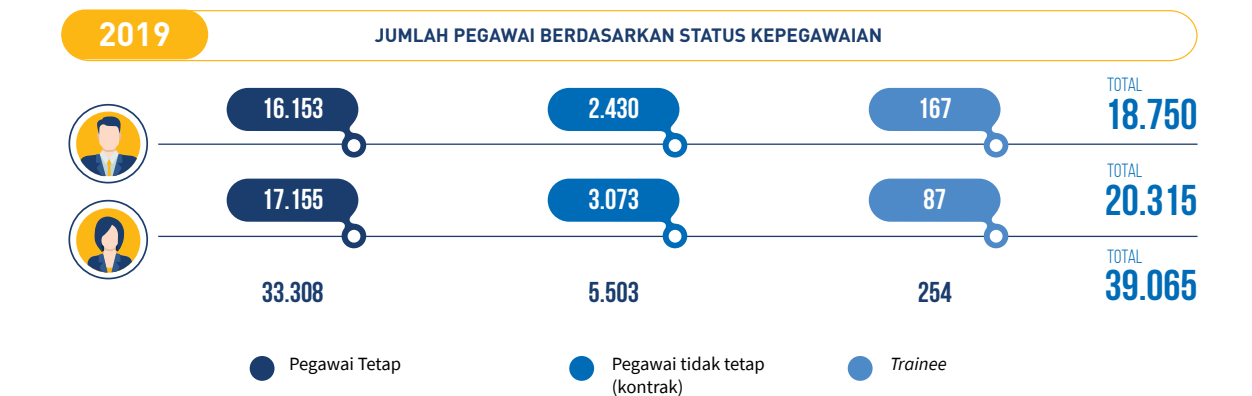 2019
JUMLAH PEGAWAI BERDASARKAN STATUS KEPEGAWAIAN
16.153 2.430 167 TOTAL 18.750
17.155 3.073 87 TOTAL 20.315
33.308 5.503 254 TOTAL 39.065
Pegawai Tetap
Pegawai tidak tetap
(kontrak)
Trainee